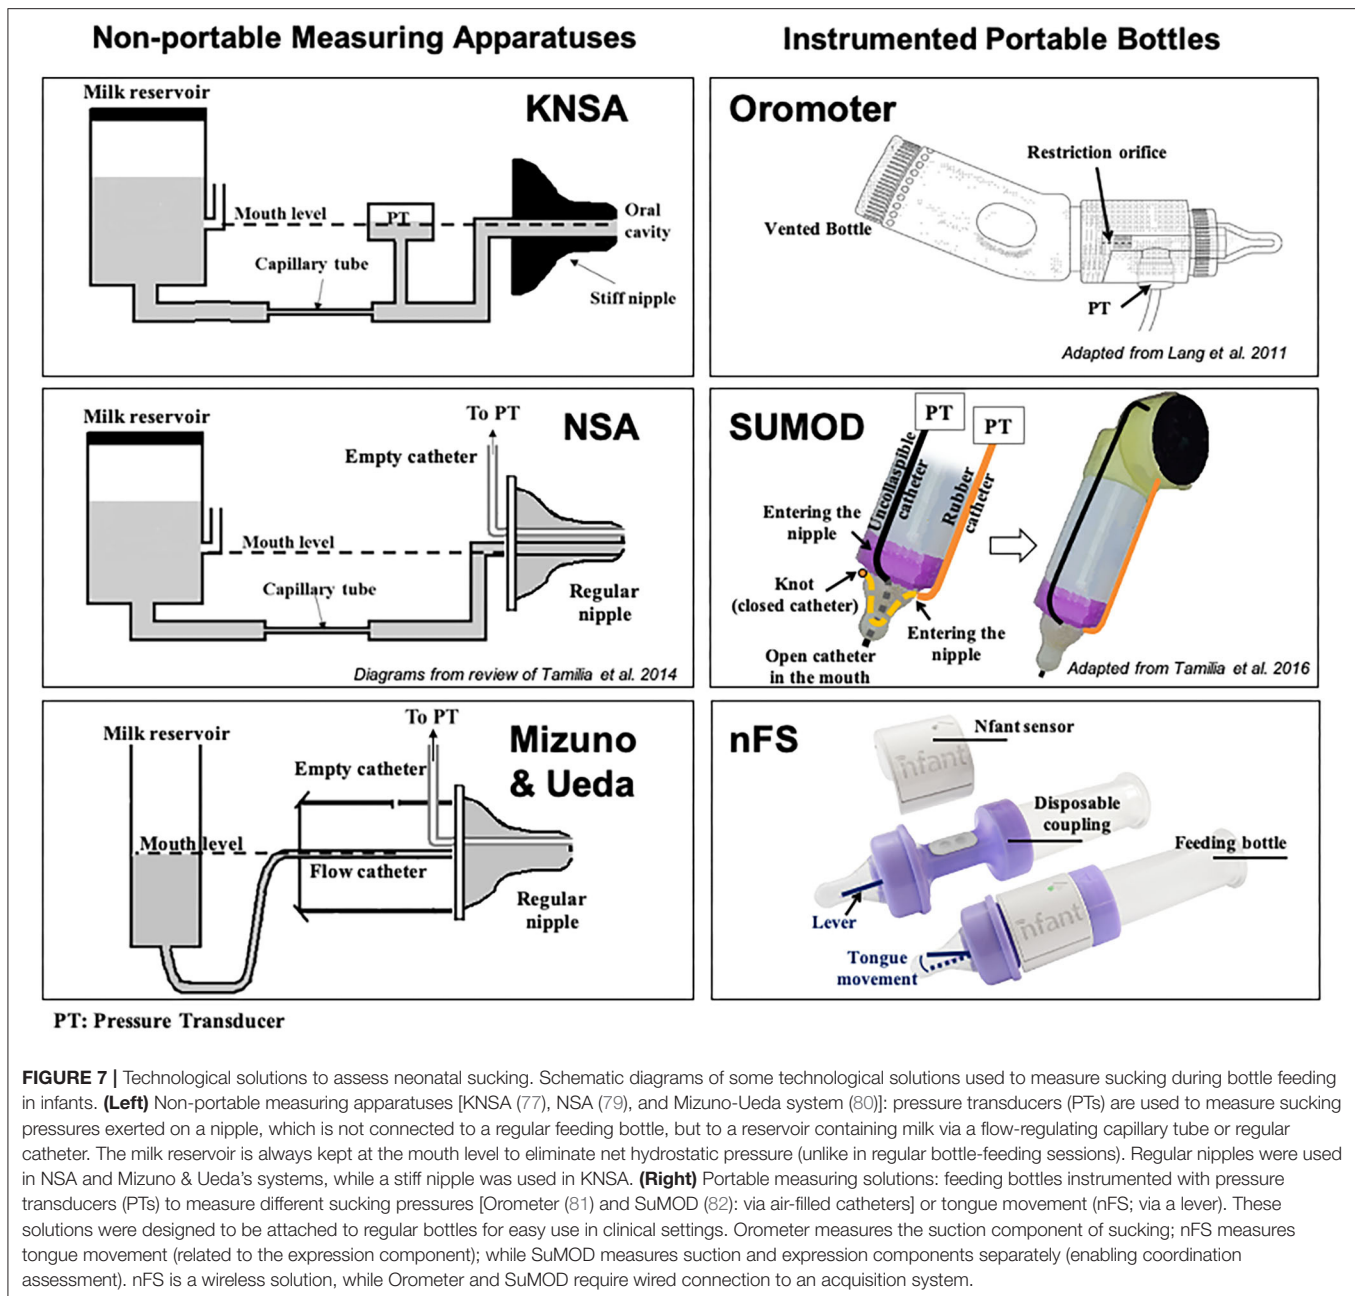 Non-portable Measuring Apparatuses
Instrumented Portable Bottles
Milk reservoir
KNSA
Mouth level
PT
Oral
cavity
Capillary tube
Stiff nipple
Oromoter
Restriction orifice
Vented Bottle
PT
Adapted from Lang et al. 2011
Milk reservoir
To PT
NSA
Empty catheter
Mouth level
Capillary tube
Regular
nipple
Diagrams from review of Tamilia et al. 2014
SUMOD
PT
PT
Uncollaspible
catheter
Rubber
catheter
Entering the
nipple
Knot
(closed catheter)
Entering the
nipple
Open catheter
in the mouth
Adapted from Tamilia et al. 2016
Milk reservoir
To PT
Mizuno
& Ueda
Empty catheter
Mouth level
Flow catheter
Regular
nipple
nFS
Nfant sensor
nfant
Disposable
coupling
Feeding bottle
Lever
nfant
Tongue
movement
PT: Pressure Transducer
FIGURE 7 | Technological solutions to assess neonatal sucking. Schematic diagrams of some technological solutions used to measure sucking during bottle feeding
in infants. (Left) Non-portable measuring apparatuses [KNSA (77), NSA (79), and Mizuno-Ueda system (80)]: pressure transducers (PTs) are used to measure sucking
pressures exerted on a nipple, which is not connected to a regular feeding bottle, but to a reservoir containing milk via a flow-regulating capillary tube or regular
catheter. The milk reservoir is always kept at the mouth level to eliminate net hydrostatic pressure (unlike in regular bottle-feeding sessions). Regular nipples were used
in NSA and Mizuno & Ueda's systems, while a stiff nipple was used in KNSA. (Right) Portable measuring solutions: feeding bottles instrumented with pressure
transducers (PTs) to measure different sucking pressures [Orometer (81) and SuMOD (82): via air-filled catheters] or tongue movement (nFS; via a lever). These
solutions were designed to be attached to regular bottles for easy use in clinical settings. Orometer measures the suction component of sucking; nFS measures
tongue movement (related to the expression component); while SuMOD measures suction and expression components separately (enabling coordination
assessment). nFS is a wireless solution, while Orometer and SuMOD require wired connection to an acquisition system.